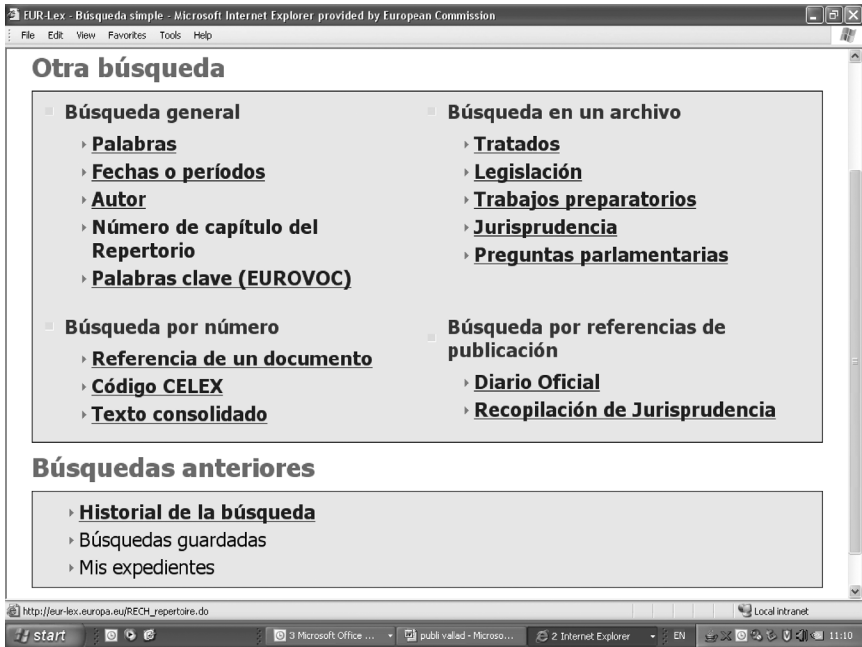 EUR-Lex - Búsqueda simple - Microsoft Internet Explorer provided by European Commission
File Edit View Favorites Tools Help
Otra búsqueda
Búsqueda general
Palabras
Fechas o períodos
Autor
Número de capítulo del
Repertorio
Palabras clave (EUROVOC)
Búsqueda en un archivo
Tratados
Legislación
Trabajos preparatorios
Jurisprudencia
Preguntas parlamentarias
Búsqueda por número
Referencia de un documento
Código CELEX
Texto consolidado
Búsqueda por referencias de
publicación
Diario Oficial
Recopilación de Jurisprudencia
Búsquedas anteriores
Historial de la búsqueda
Búsquedas guardadas
Mis expedientes
http://eur-lex.europa.eu/RECH_repertoire.do Local intranet
start 3 Microsoft Office ... publi vallad - Microso... 2 Internet Explorer EN 11:10